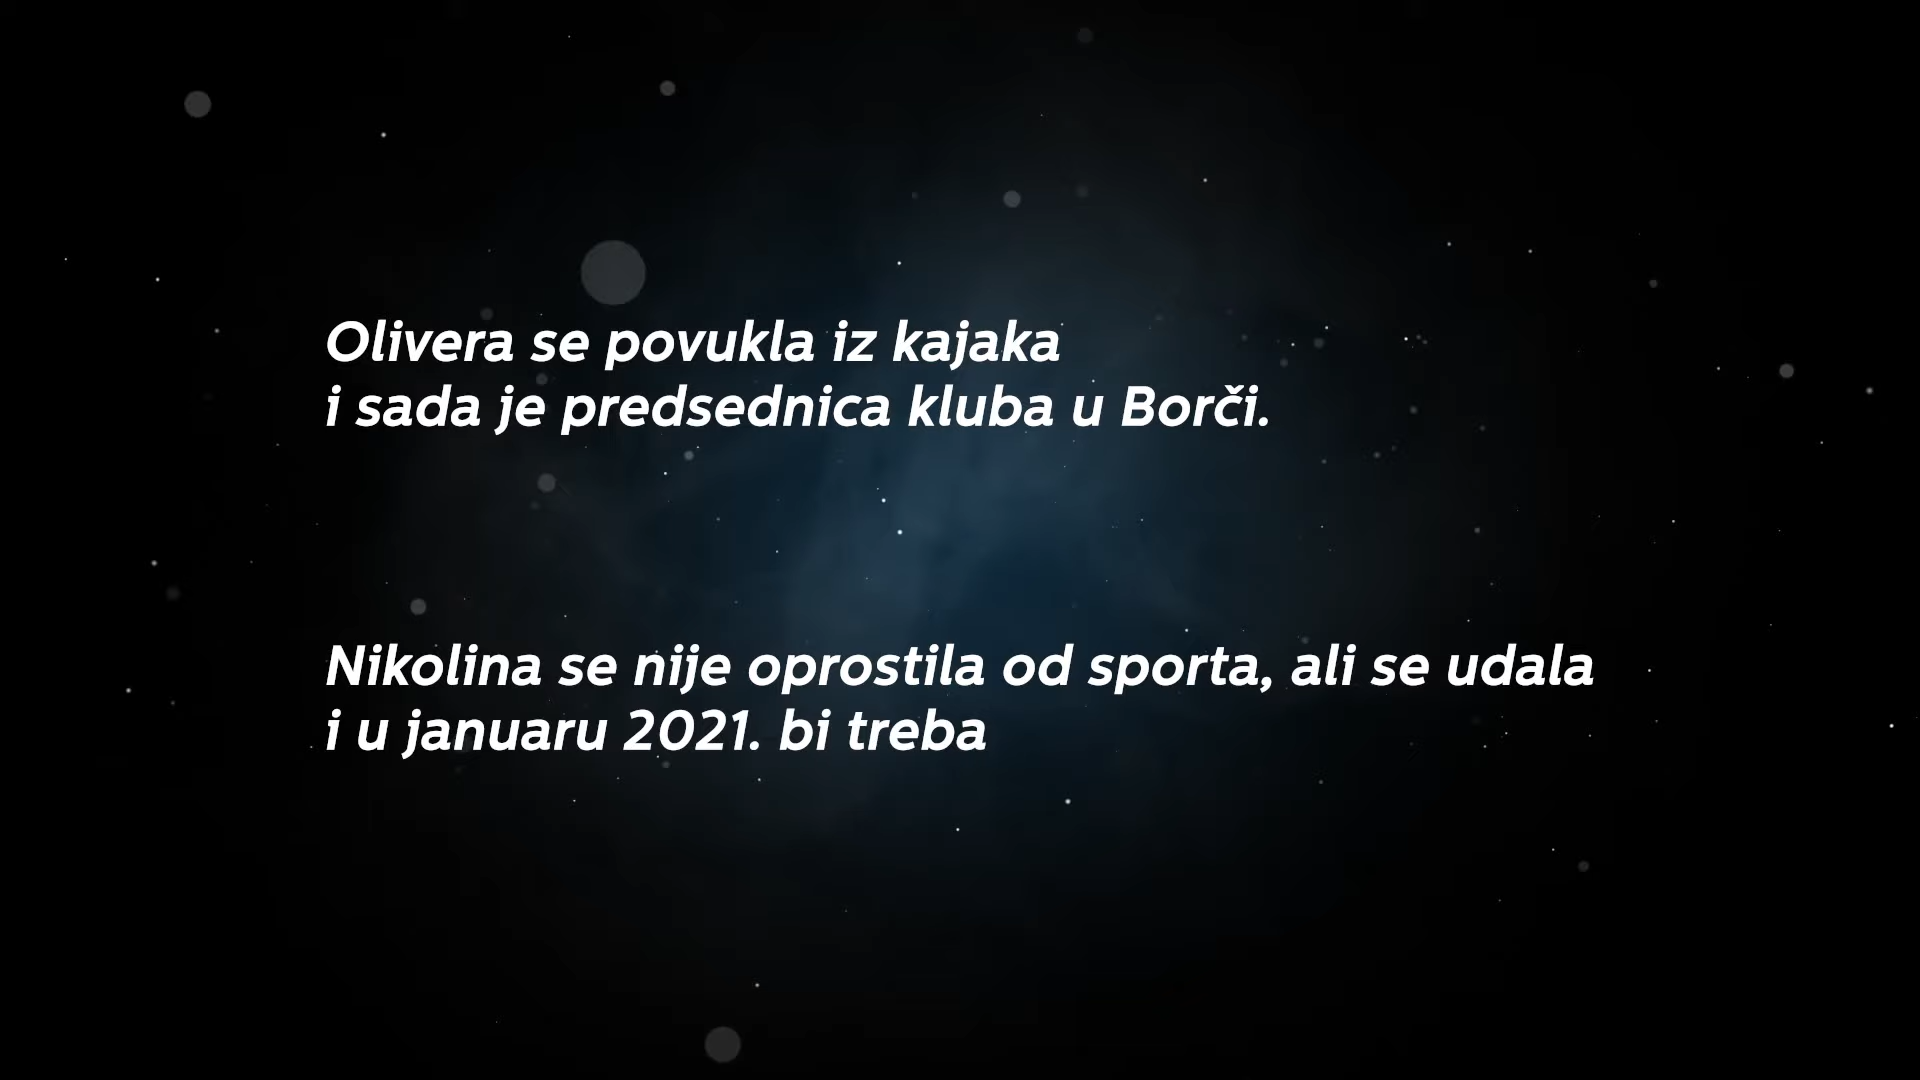 Olivera se povukla iz kajaka
i sada je predsednica kluba u Borči.
Nikolina se nije oprostila od sporta, ali se udala
i u januaru 2021. bi treba